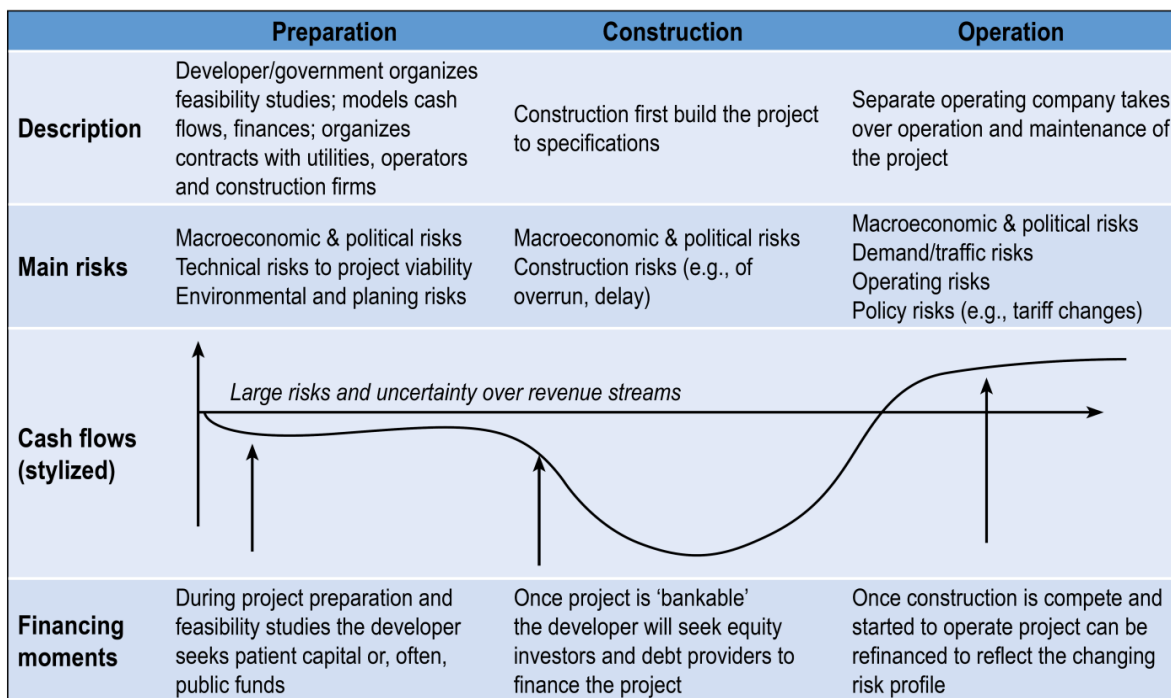 Preparation
Construction
Operation
Description
Developer/government organizes
feasibility studies; models cash
flows, finances; organizes
contracts with utilities, operators
and construction firms
Construction first build the project
to specifications
Separate operating company takes
over operation and maintenance of
the project
Main risks
Macroeconomic & political risks
Technical risks to project viability
Environmental and planing risks
Macroeconomic & political risks
Construction risks (e.g., of
overrun, delay)
Macroeconomic & political risks
Demand/traffic risks
Operating risks
Policy risks (e.g., tariff changes)
Cash flows
(stylized)
Large risks and uncertainty over revenue streams
Financing
moments
During project preparation and
feasibility studies the developer
seeks patient capital or, often,
public funds
Once project is ‘bankable’
the developer will seek equity
investors and debt providers to
finance the project
Once construction is compete and
started to operate project can be
refinanced to reflect the changing
risk profile